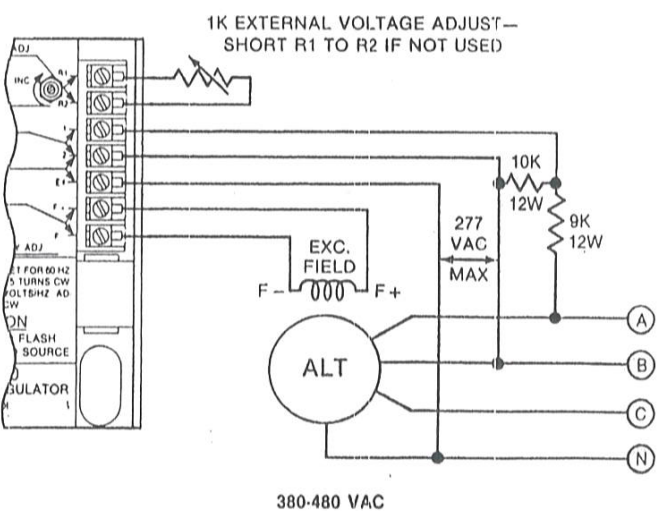 1K EXTERNAL VOLTAGE ADJUST—
SHORT R1 TO R2 IF NOT USED
ADJ
INC
R1
R2
10K
12W
9K
12W
277
VAC
MAX
EXC.
FIELD
F- F+
ADJ
ET FOR 60 HZ
5 TURNS CW
VOLTS/HZ AD
CW
ON
FLASH
SOURCE
GULATOR
ALT
A
B
C
N
380-480 VAC